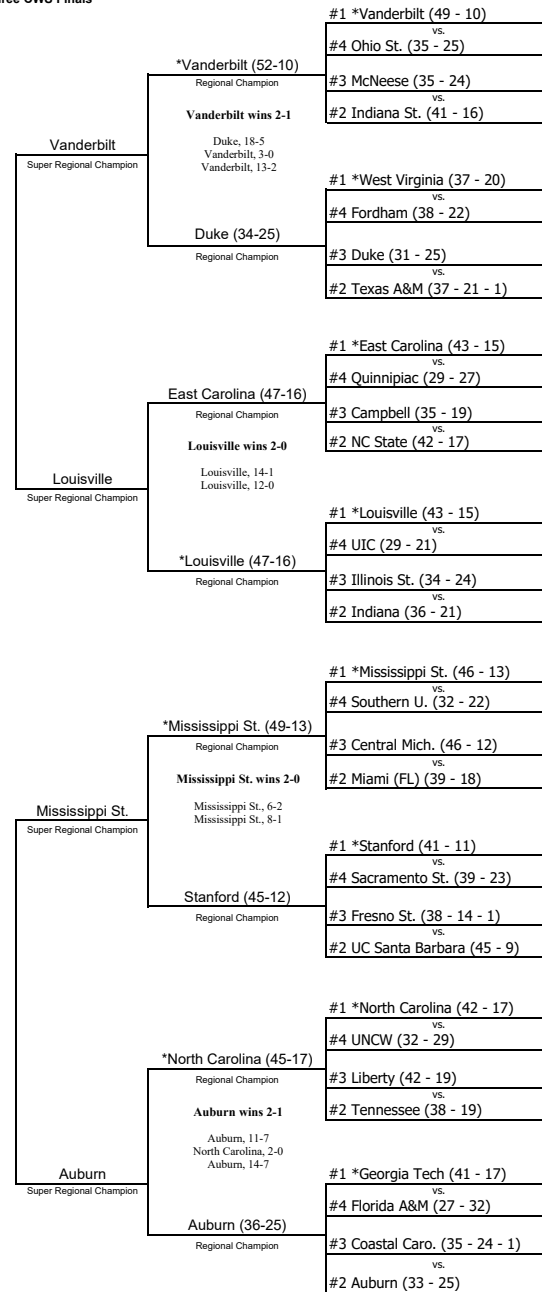 #1 *Vanderbilt (49 - 10)
vs.
#4 Ohio St. (35 - 25)
*Vanderbilt (52-10)
Regional Champion
#3 McNeese (35 - 24)
vs.
#2 Indiana St. (41 - 16)
Vanderbilt wins 2-1
Duke, 18-5
Vanderbilt, 3-0
Vanderbilt, 13-2
Vanderbilt
Super Regional Champion
#1 *West Virginia (37 - 20)
vs.
#4 Fordham (38 - 22)
Duke (34-25)
Regional Champion
#3 Duke (31 - 25)
vs.
#2 Texas A&M (37 - 21 - 1)
#1 *East Carolina (43 - 15)
vs.
#4 Quinnipiac (29 - 27)
East Carolina (47-16)
Regional Champion
#3 Campbell (35 - 19)
vs.
#2 NC State (42 - 17)
Louisville wins 2-0
Louisville, 14-1
Louisville, 12-0
Louisville
Super Regional Champion
#1 *Louisville (43 - 15)
vs.
#4 UIC (29 - 21)
*Louisville (47-16)
Regional Champion
#3 Illinois St. (34 - 24)
vs.
#2 Indiana (36 - 21)
#1 *Mississippi St. (46 - 13)
vs.
#4 Southern U. (32 - 22)
*Mississippi St. (49-13)
Regional Champion
#3 Central Mich. (46 - 12)
vs.
#2 Miami (FL) (39 - 18)
Mississippi St. wins 2-0
Mississippi St., 6-2
Mississippi St., 8-1
Mississippi St.
Super Regional Champion
#1 *Stanford (41 - 11)
vs.
#4 Sacramento St. (39 - 23)
Stanford (45-12)
Regional Champion
#3 Fresno St. (38 - 14 - 1)
vs.
#2 UC Santa Barbara (45 - 9)
#1 *North Carolina (42 - 17)
vs.
#4 UNCW (32 - 29)
*North Carolina (45-17)
Regional Champion
#3 Liberty (42 - 19)
vs.
#2 Tennessee (38 - 19)
Auburn wins 2-1
Auburn, 11-7
North Carolina, 2-0
Auburn, 14-7
Auburn
Super Regional Champion
#1 *Georgia Tech (41 - 17)
vs.
#4 Florida A&M (27 - 32)
Auburn (36-25)
Regional Champion
#3 Coastal Caro. (35 - 24 - 1)
vs.
#2 Auburn (33 - 25)